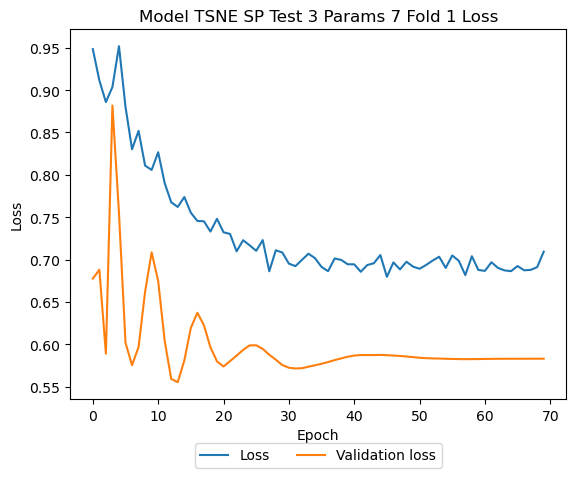 Model TSNE SP Test 3 Params 7 Fold 1 Loss
Loss
0.95
0.90
0.85
0.80
0.75
0.70
0.65
0.60
0.55
0 10 20 30 40 50 60 70
Epoch
Loss Validation loss